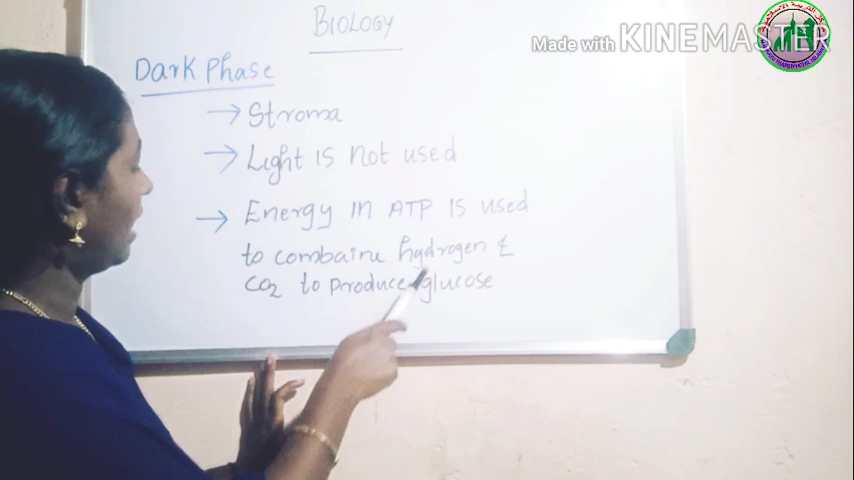 BIOLOGY
Made with KINEMASTER
Dark Phase
→ Stroma
→ Light is not used
→ Energy in ATP is used
to combaine hydrogen &
CO2 to produce glucose